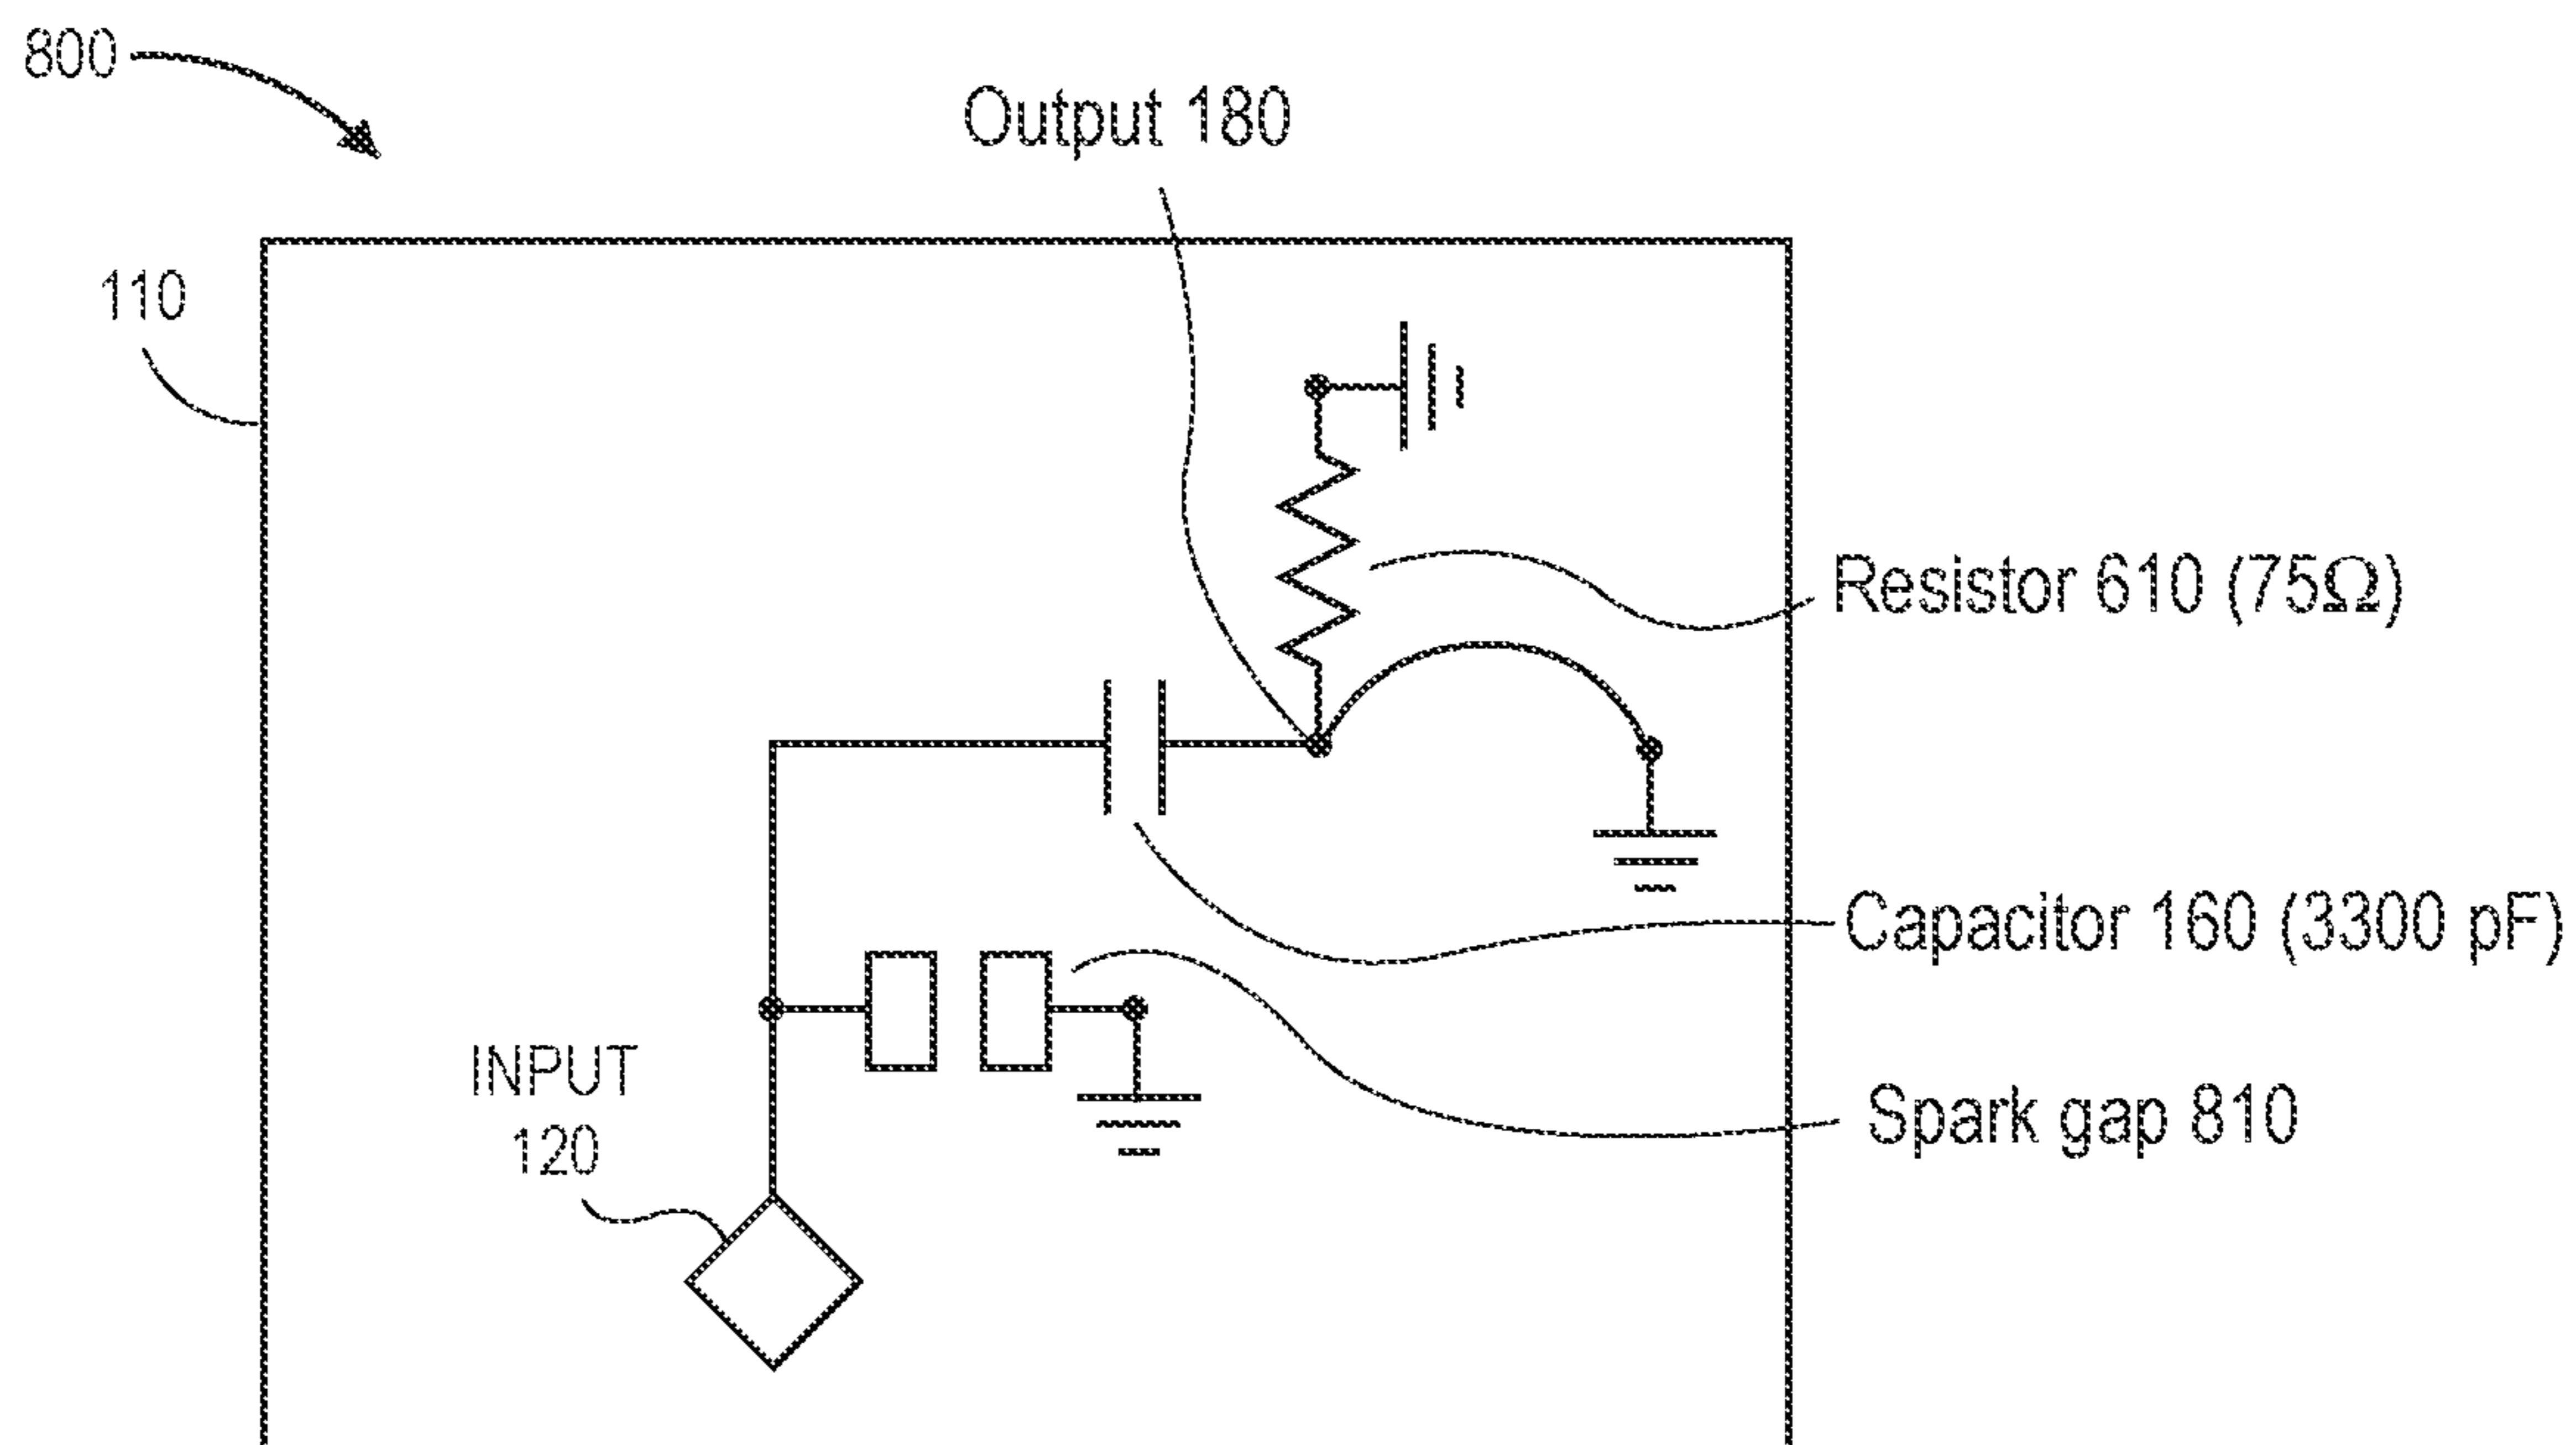 800
Output 180
110
Resistor 610 (75Ω)
Capacitor 160 (3300 pF)
INPUT
120
Spark gap 810